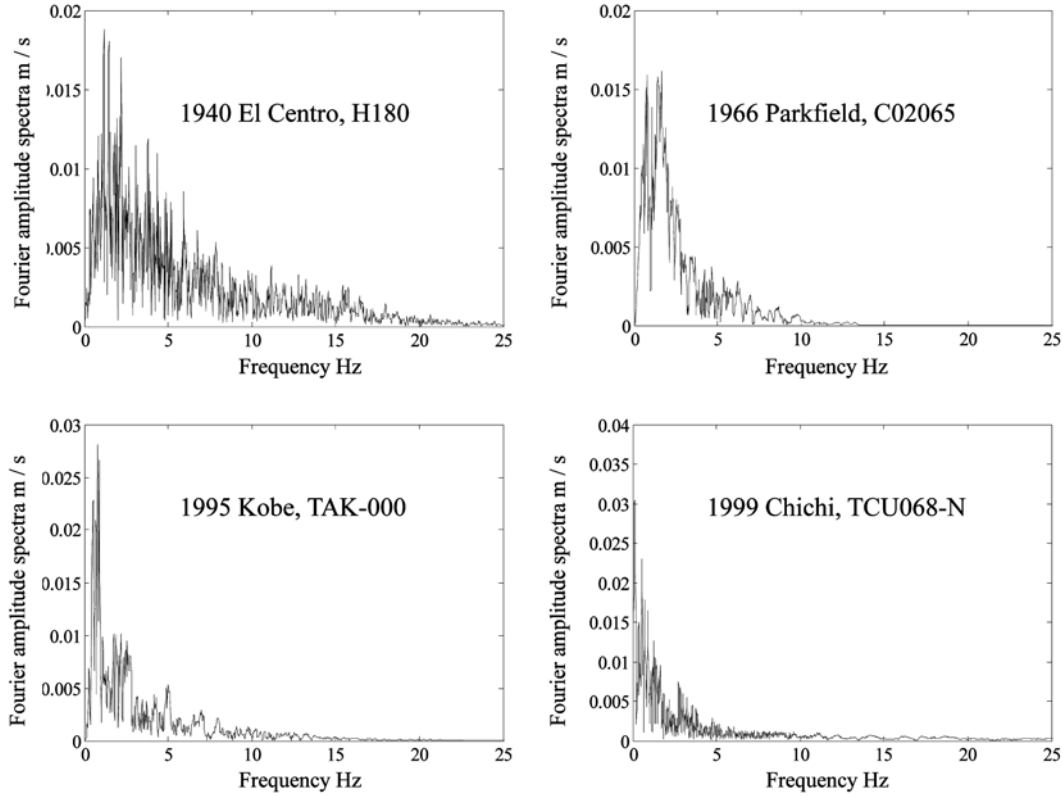 0.02
0.015
0.01
0.005
0
0 5 10 15 20 25
Fourier amplitude spectra m / s
Frequency Hz
1940 El Centro, H180
0.02
0.015
0.01
0.005
0
0 5 10 15 20 25
Fourier amplitude spectra m / s
Frequency Hz
1966 Parkfield, C02065
0.03
0.025
0.02
0.015
0.01
0.005
0
0 5 10 15 20 25
Fourier amplitude spectra m / s
Frequency Hz
1995 Kobe, TAK-000
0.04
0.035
0.03
0.025
0.02
0.015
0.01
0.005
0
0 5 10 15 20 25
Fourier amplitude spectra m / s
Frequency Hz
1999 Chichi, TCU068-N